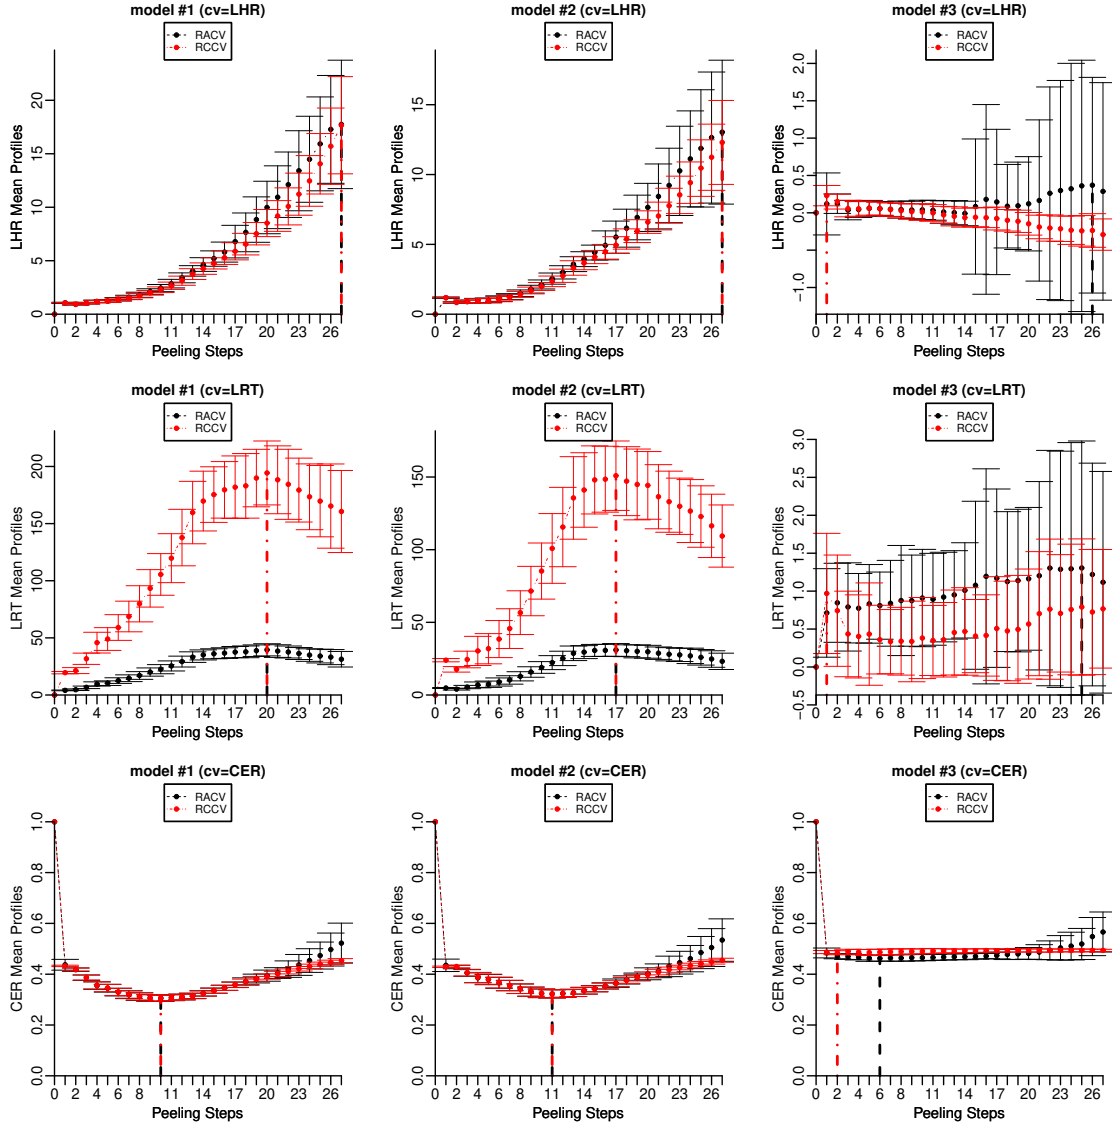 model #1 (cv=LHR)
RACV
RCCV
LHR Mean Profiles
0 5 10 15 20
0 2 4 6 8 11 14 17 20 23 26
Peeling Steps
model #2 (cv=LHR)
RACV
RCCV
LHR Mean Profiles
0 5 10 15
0 2 4 6 8 11 14 17 20 23 26
Peeling Steps
model #3 (cv=LHR)
RACV
RCCV
LHR Mean Profiles
−1.0 0.0 0.5 1.0 1.5 2.0
0 2 4 6 8 11 14 17 20 23 26
Peeling Steps
model #1 (cv=LRT)
RACV
RCCV
LRT Mean Profiles
0 50 100 150 200
0 2 4 6 8 11 14 17 20 23 26
Peeling Steps
model #2 (cv=LRT)
RACV
RCCV
LRT Mean Profiles
0 50 100 150
0 2 4 6 8 11 14 17 20 23 26
Peeling Steps
model #3 (cv=LRT)
RACV
RCCV
LRT Mean Profiles
−0.5 0.0 0.5 1.0 1.5 2.0 2.5 3.0
0 2 4 6 8 11 14 17 20 23 26
Peeling Steps
model #1 (cv=CER)
RACV
RCCV
CER Mean Profiles
0.0 0.2 0.4 0.6 0.8 1.0
0 2 4 6 8 11 14 17 20 23 26
Peeling Steps
model #2 (cv=CER)
RACV
RCCV
CER Mean Profiles
0.0 0.2 0.4 0.6 0.8 1.0
0 2 4 6 8 11 14 17 20 23 26
Peeling Steps
model #3 (cv=CER)
RACV
RCCV
CER Mean Profiles
0.0 0.2 0.4 0.6 0.8 1.0
0 2 4 6 8 11 14 17 20 23 26
Peeling Steps